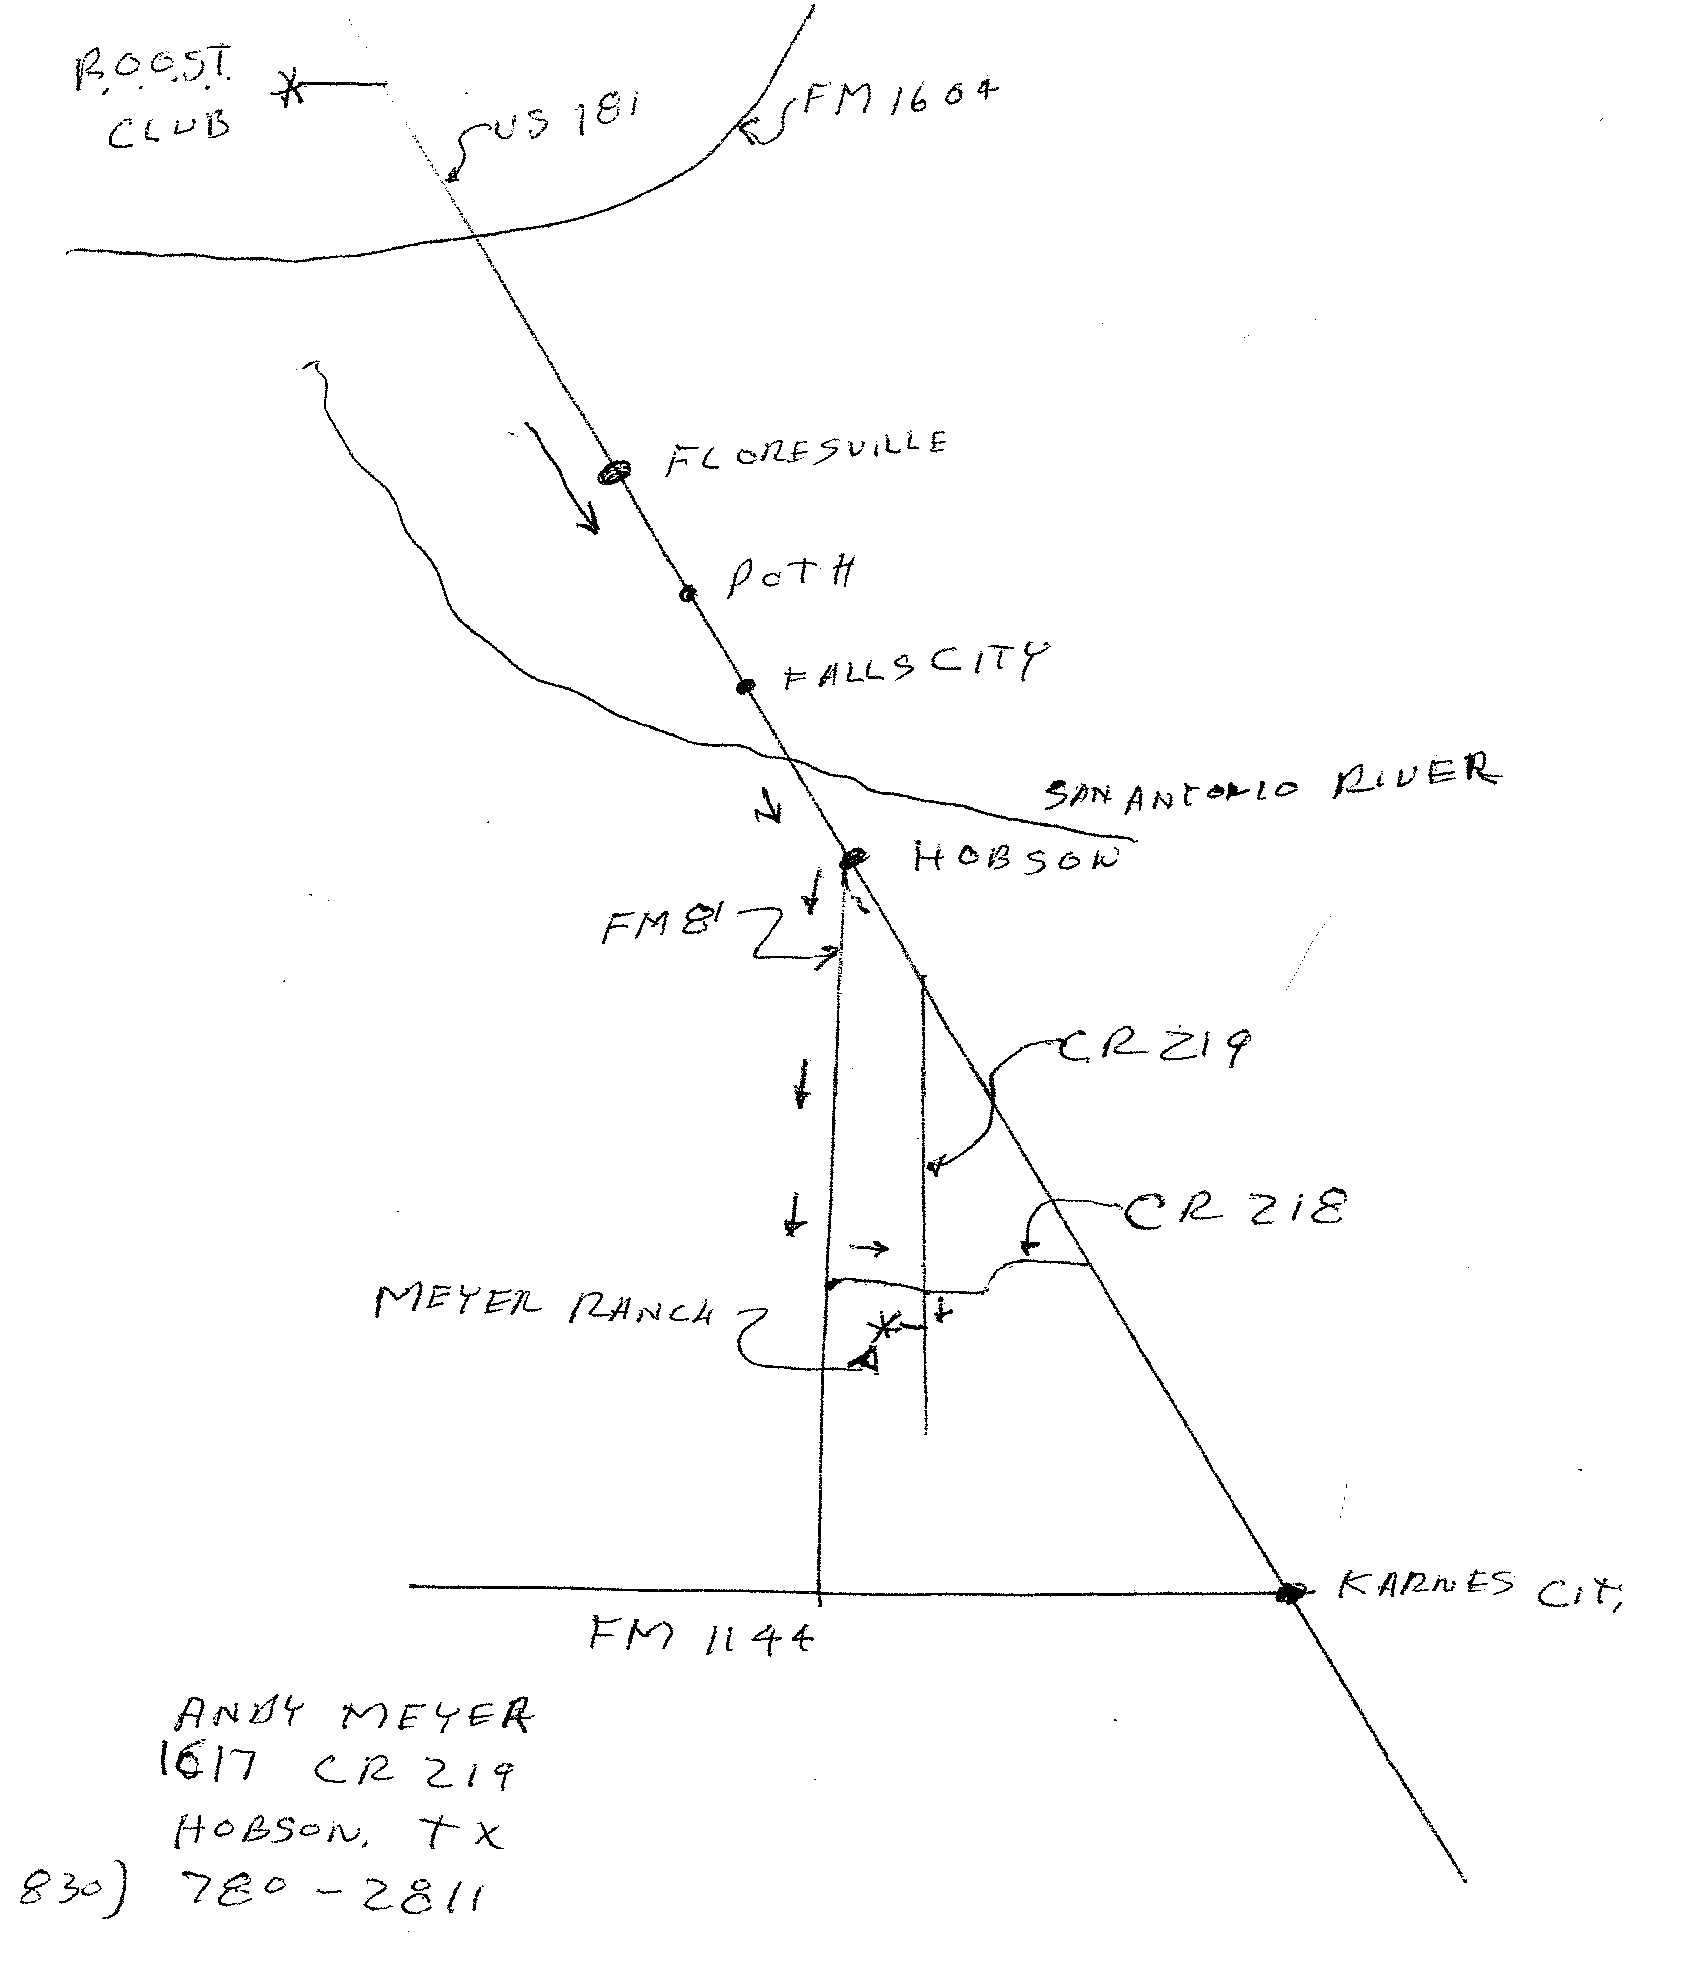 R.O.O.S.T.
CLUB
US 181
FM 1604
FLORESVILLE
POTH
FALLS CITY
SAN ANTONIO RIVER
HOBSON
FM 81
CR 219
CR 218
MEYER RANCH
KARNES CITY
FM 1144
ANDY MEYER
1617 CR 219
HOBSON, TX
830) 780-2811